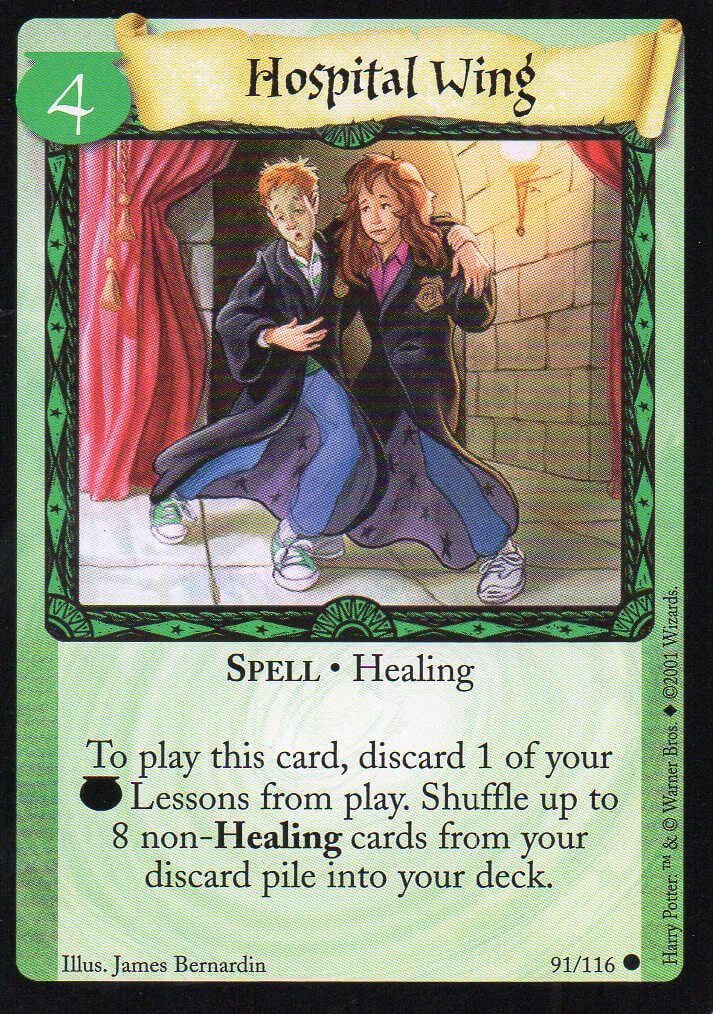 4
Hospital Wing
SPELL • Healing
To play this card, discard 1 of your
Lessons from play. Shuffle up to
8 non-Healing cards from your
discard pile into your deck.
Illus. James Bernardin
91/116 ●
Harry Potter: ™ & © Warner Bros. ◆ ©2001 Wizards.